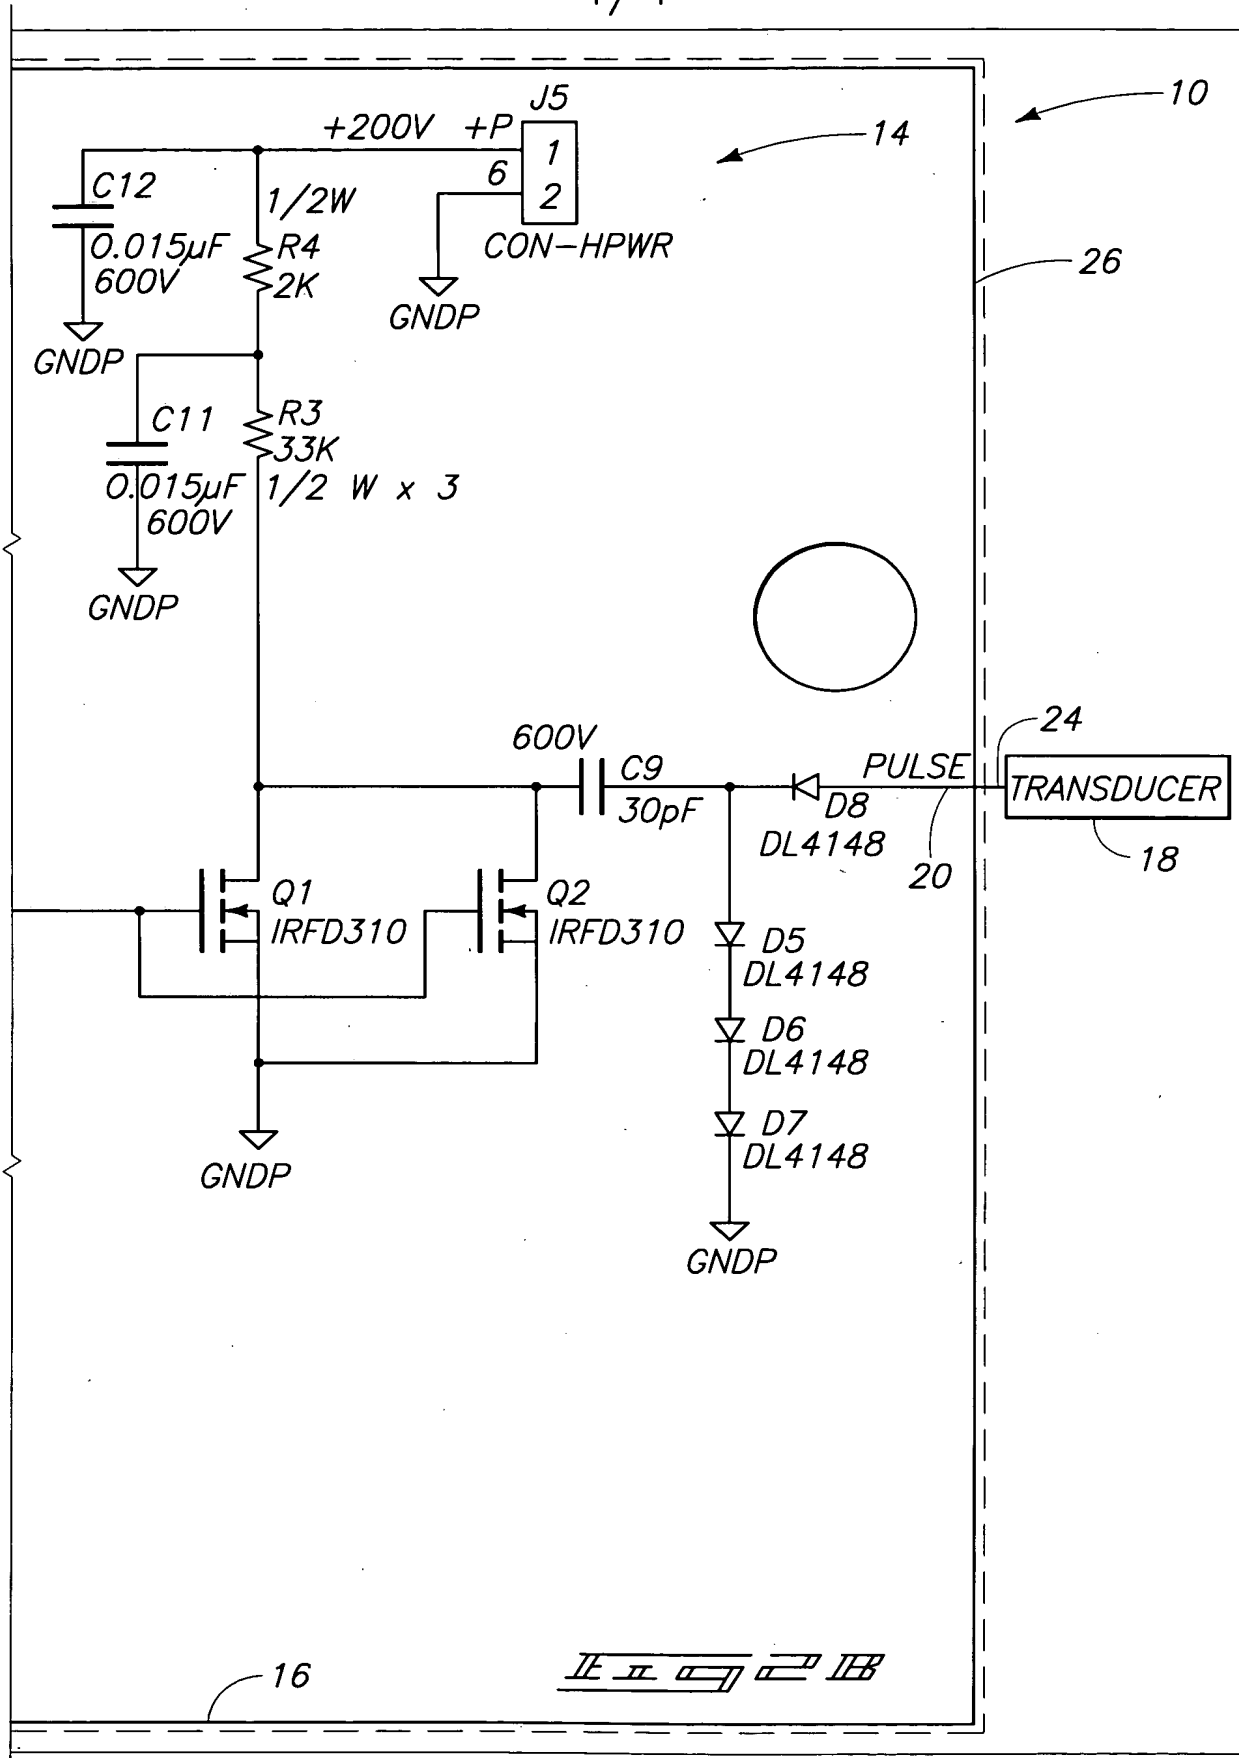 J5
10
+200V +P
1
14
6
2
C12
1/2W
0.015µF
600V
R4
2K
CON-HPWR
26
GNDP
GNDP
C11
R3
33K
0.015µF
600V
1/2 W x 3
GNDP
24
600V
C9
30pF
PULSE
TRANSDUCER
D8
DL4148
20
18
Q1
IRFD310
Q2
IRFD310
D5
DL4148
D6
DL4148
D7
DL4148
GNDP
GNDP
16
Fig 2B